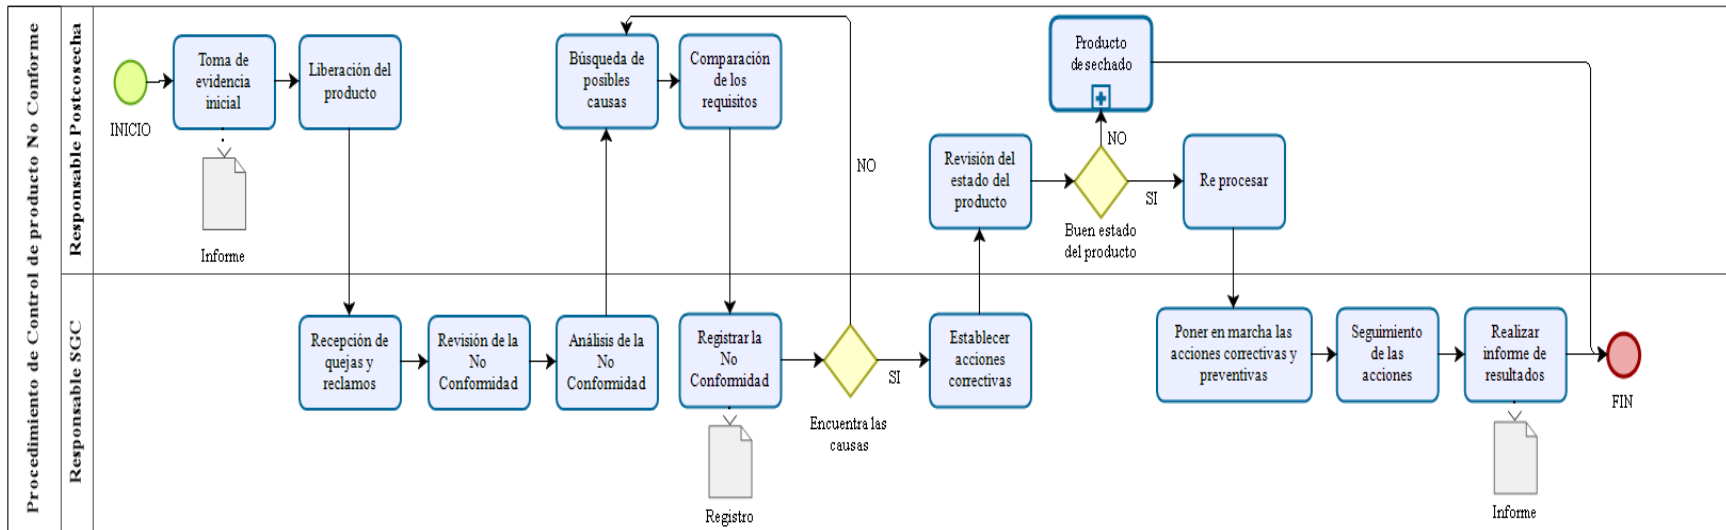 Procedimiento de Control de producto No Conforme
Responsable Postcosecha
INICIO
Toma de
evidencia
inicial
Informe
Liberación del
producto
Búsqueda de
posibles
causas
Comparación
de los
requisitos
NO
Revisión del
estado del
producto
Producto
desechado
NO
Buen estado
del producto
SI
Re procesar
Responsable SGC
Recepción de
quejas y
reclamos
Revisión de la
No
Conformidad
Análisis de la
No
Conformidad
Registrar la
No
Conformidad
Registro
Encuentra las
causas
SI
Establecer
acciones
correctivas
Poner en marcha las
acciones correctivas y
preventivas
Seguimiento
de las
acciones
Realizar
informe de
resultados
Informe
FIN